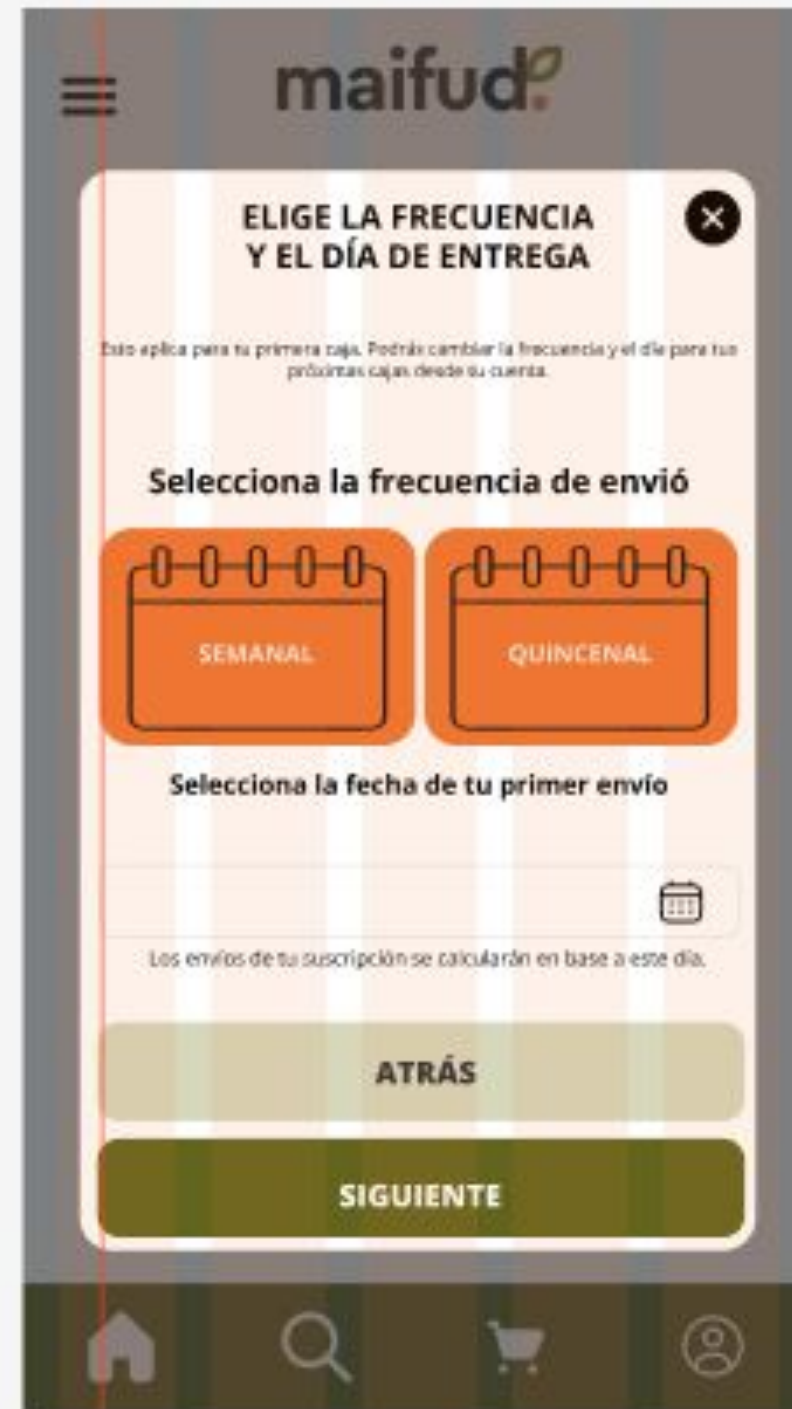 maifud
ELIGE LA FRECUENCIA
Y EL DÍA DE ENTREGA
Esto aplica para tu primera caja. Podrás cambiar la frecuencia y el día para tus
próximas cajas desde tu cuenta.
Selecciona la frecuencia de envió
SEMANAL
QUINCENAL
Selecciona la fecha de tu primer envío
Los envíos de tu suscripción se calcularán en base a este día.
ATRÁS
SIGUIENTE